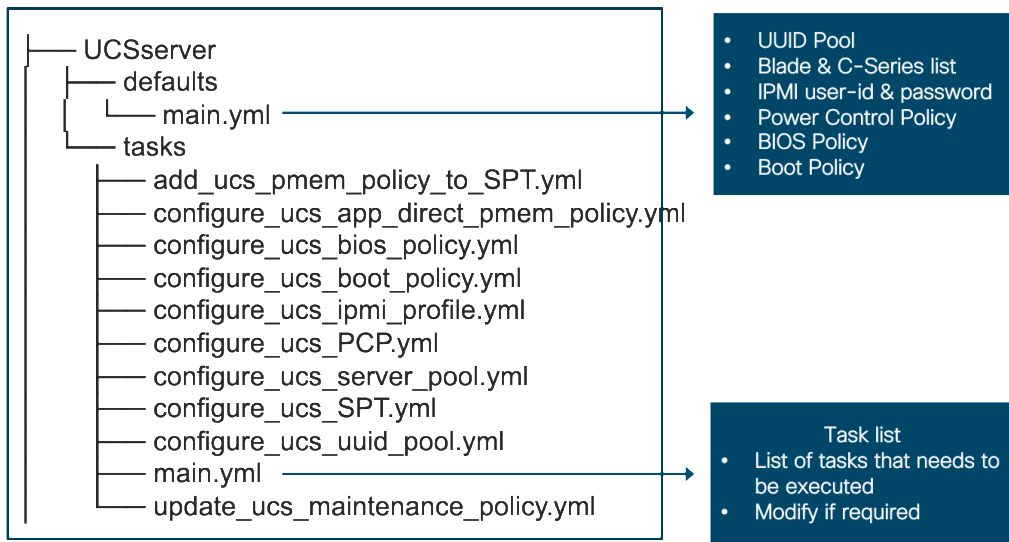 UCSserver
defaults
main.yml
tasks
add_ucs_pmem_policy_to_SPT.yml
configure_ucs_app_direct_pmem_policy.yml
configure_ucs_bios_policy.yml
configure_ucs_boot_policy.yml
configure_ucs_ipmi_profile.yml
configure_ucs_PCP.yml
configure_ucs_server_pool.yml
configure_ucs_SPT.yml
configure_ucs_uuid_pool.yml
main.yml
update_ucs_maintenance_policy.yml
• UUID Pool
• Blade & C-Series list
• IPMI user-id & password
• Power Control Policy
• BIOS Policy
• Boot Policy
Task list
• List of tasks that needs to
be executed
• Modify if required